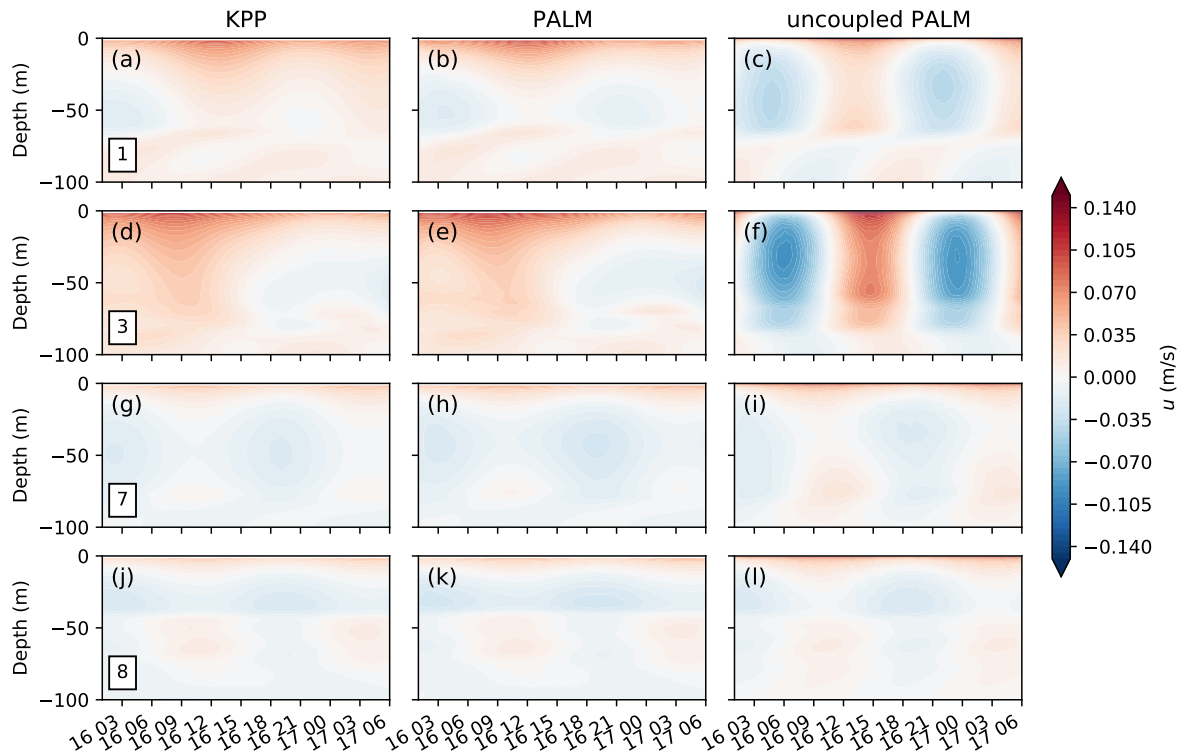 KPP PALM uncoupled PALM
0 (a) (b) (c)
Depth (m)
−50
1
−100
0 (d) (e) (f)
Depth (m)
−50
3
−100
0 (g) (h) (i)
Depth (m)
−50
7
−100
0 (j) (k) (l)
Depth (m)
−50
8
−100
16 03 16 06 16 09 16 12 16 15 16 18 16 21 17 00 17 03 17 06
16 03 16 06 16 09 16 12 16 15 16 18 16 21 17 00 17 03 17 06
16 03 16 06 16 09 16 12 16 15 16 18 16 21 17 00 17 03 17 06
0.140
0.105
0.070
0.035
0.000
−0.035
−0.070
−0.105
−0.140
u (m/s)